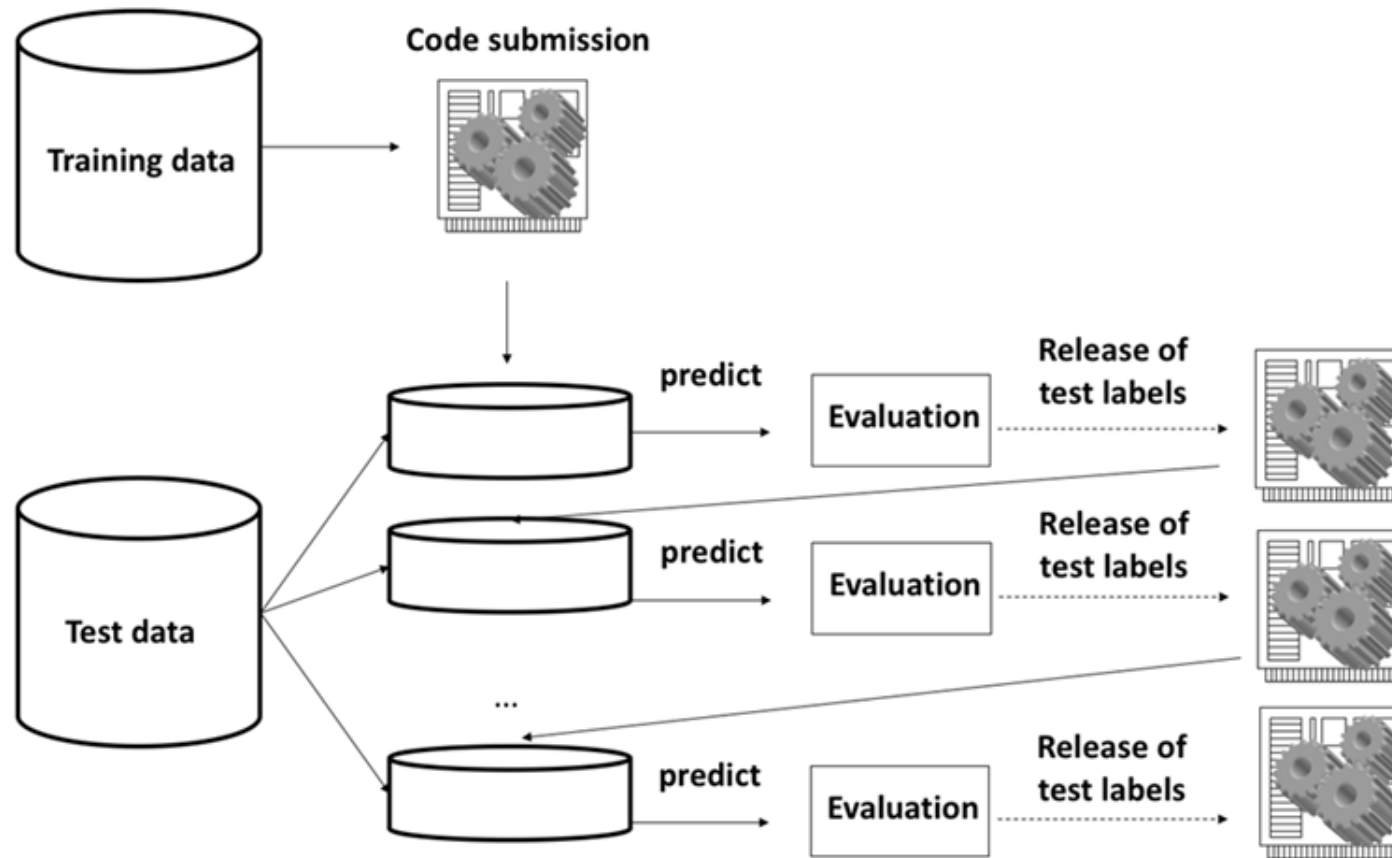 Code submission
Training data
predict
Release of
test labels
Evaluation
predict
Release of
test labels
Evaluation
Test data
...
predict
Release of
test labels
Evaluation